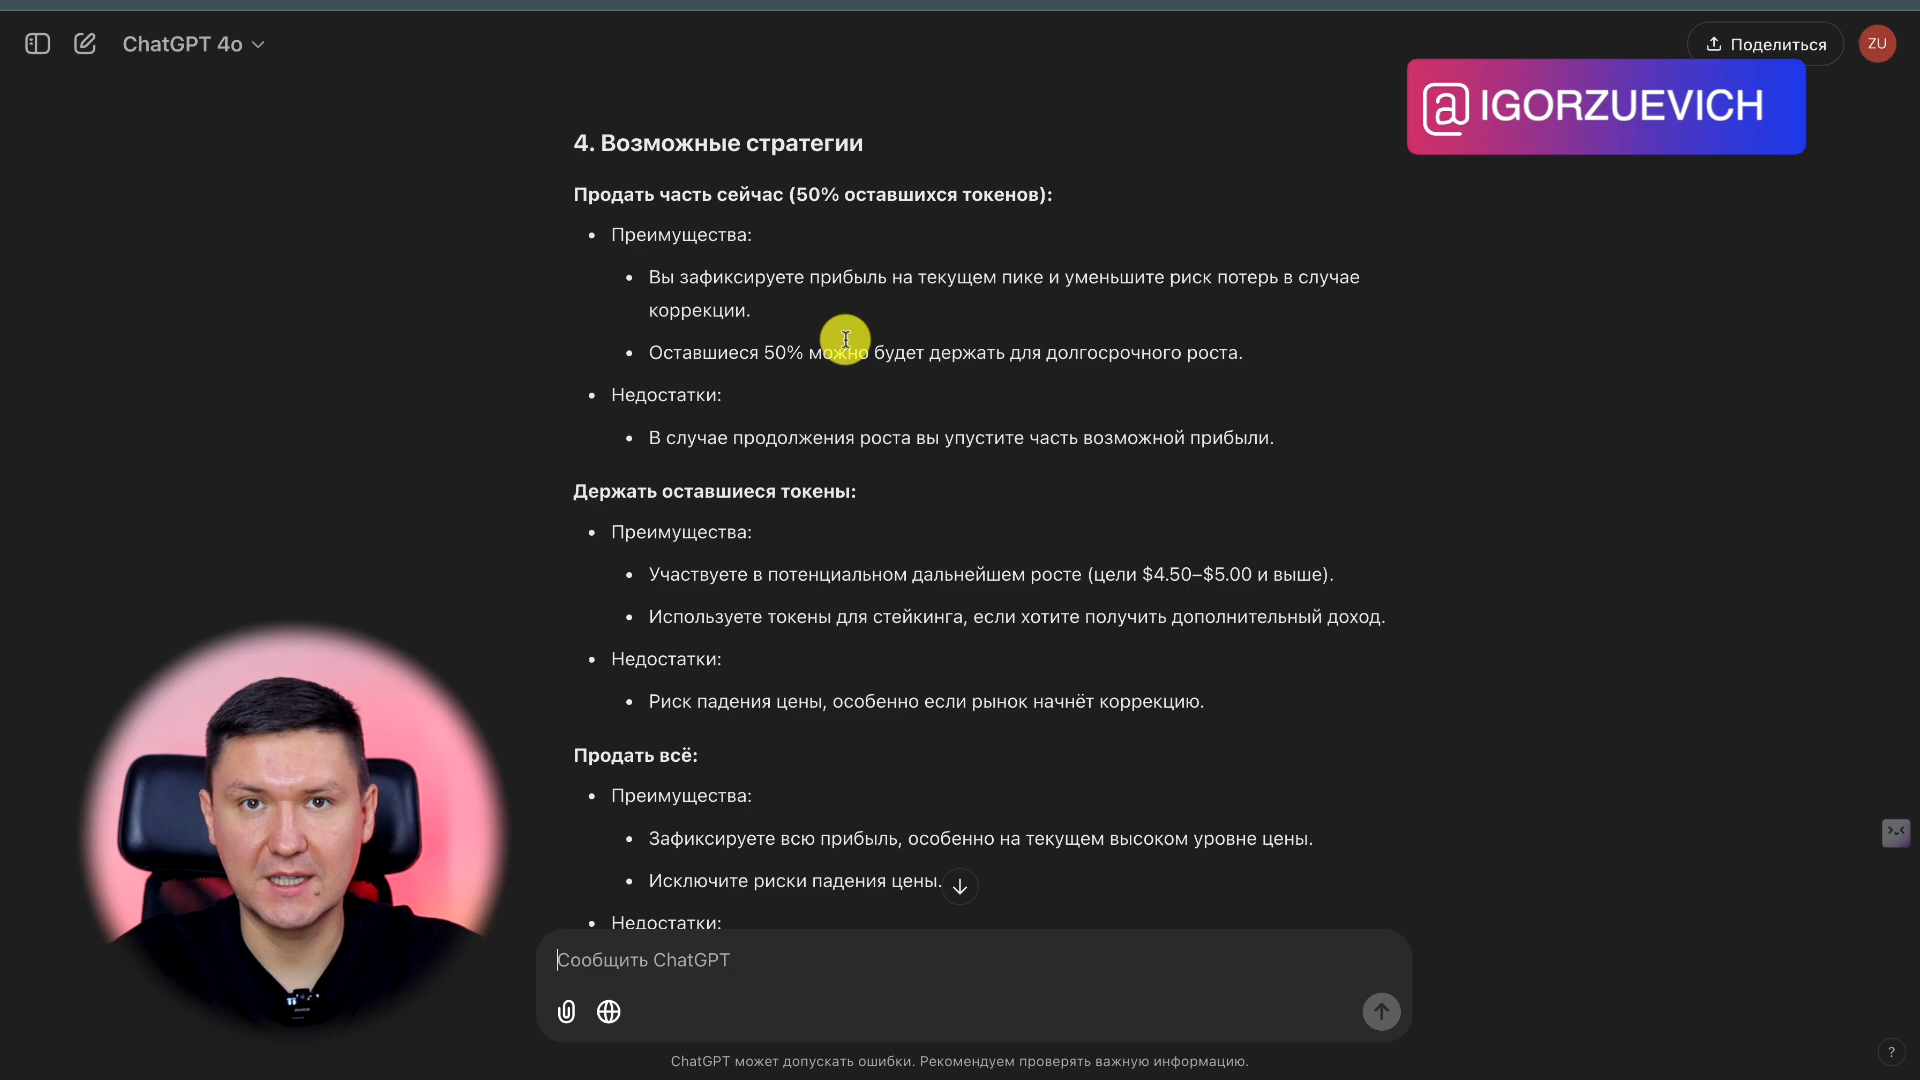 ChatGPT 4o
Поделиться
ZU
@IGORZUEVICH
4. Возможные стратегии
Продать часть сейчас (50% оставшихся токенов):
• Преимущества:
• Вы зафиксируете прибыль на текущем пике и уменьшите риск потерь в случае
коррекции.
• Оставшиеся 50% можно будет держать для долгосрочного роста.
• Недостатки:
• В случае продолжения роста вы упустите часть возможной прибыли.
Держать оставшиеся токены:
• Преимущества:
• Участвуете в потенциальном дальнейшем росте (цели $4.50–$5.00 и выше).
• Используете токены для стейкинга, если хотите получить дополнительный доход.
• Недостатки:
• Риск падения цены, особенно если рынок начнёт коррекцию.
Продать всё:
• Преимущества:
• Зафиксируете всю прибыль, особенно на текущем высоком уровне цены.
• Исключите риски падения цены.
• Недостатки:
Сообщить ChatGPT
ChatGPT может допускать ошибки. Рекомендуем проверять важную информацию.
?